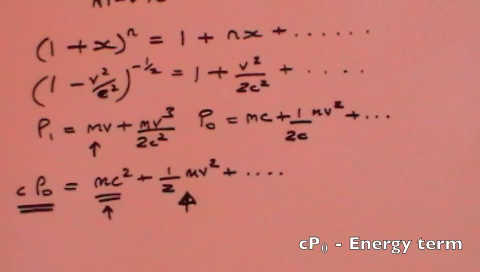 (1 + x)ⁿ = 1 + nx + ......
(1 - v²/c²)^(-1/2) = 1 + v²/2c² + ....
P₁ = mv + mv³/2c² P₀ = mc + 1/2c mv² + ...
cP₀ = mc² + 1/2 mv² + ....
cP₀ - Energy term